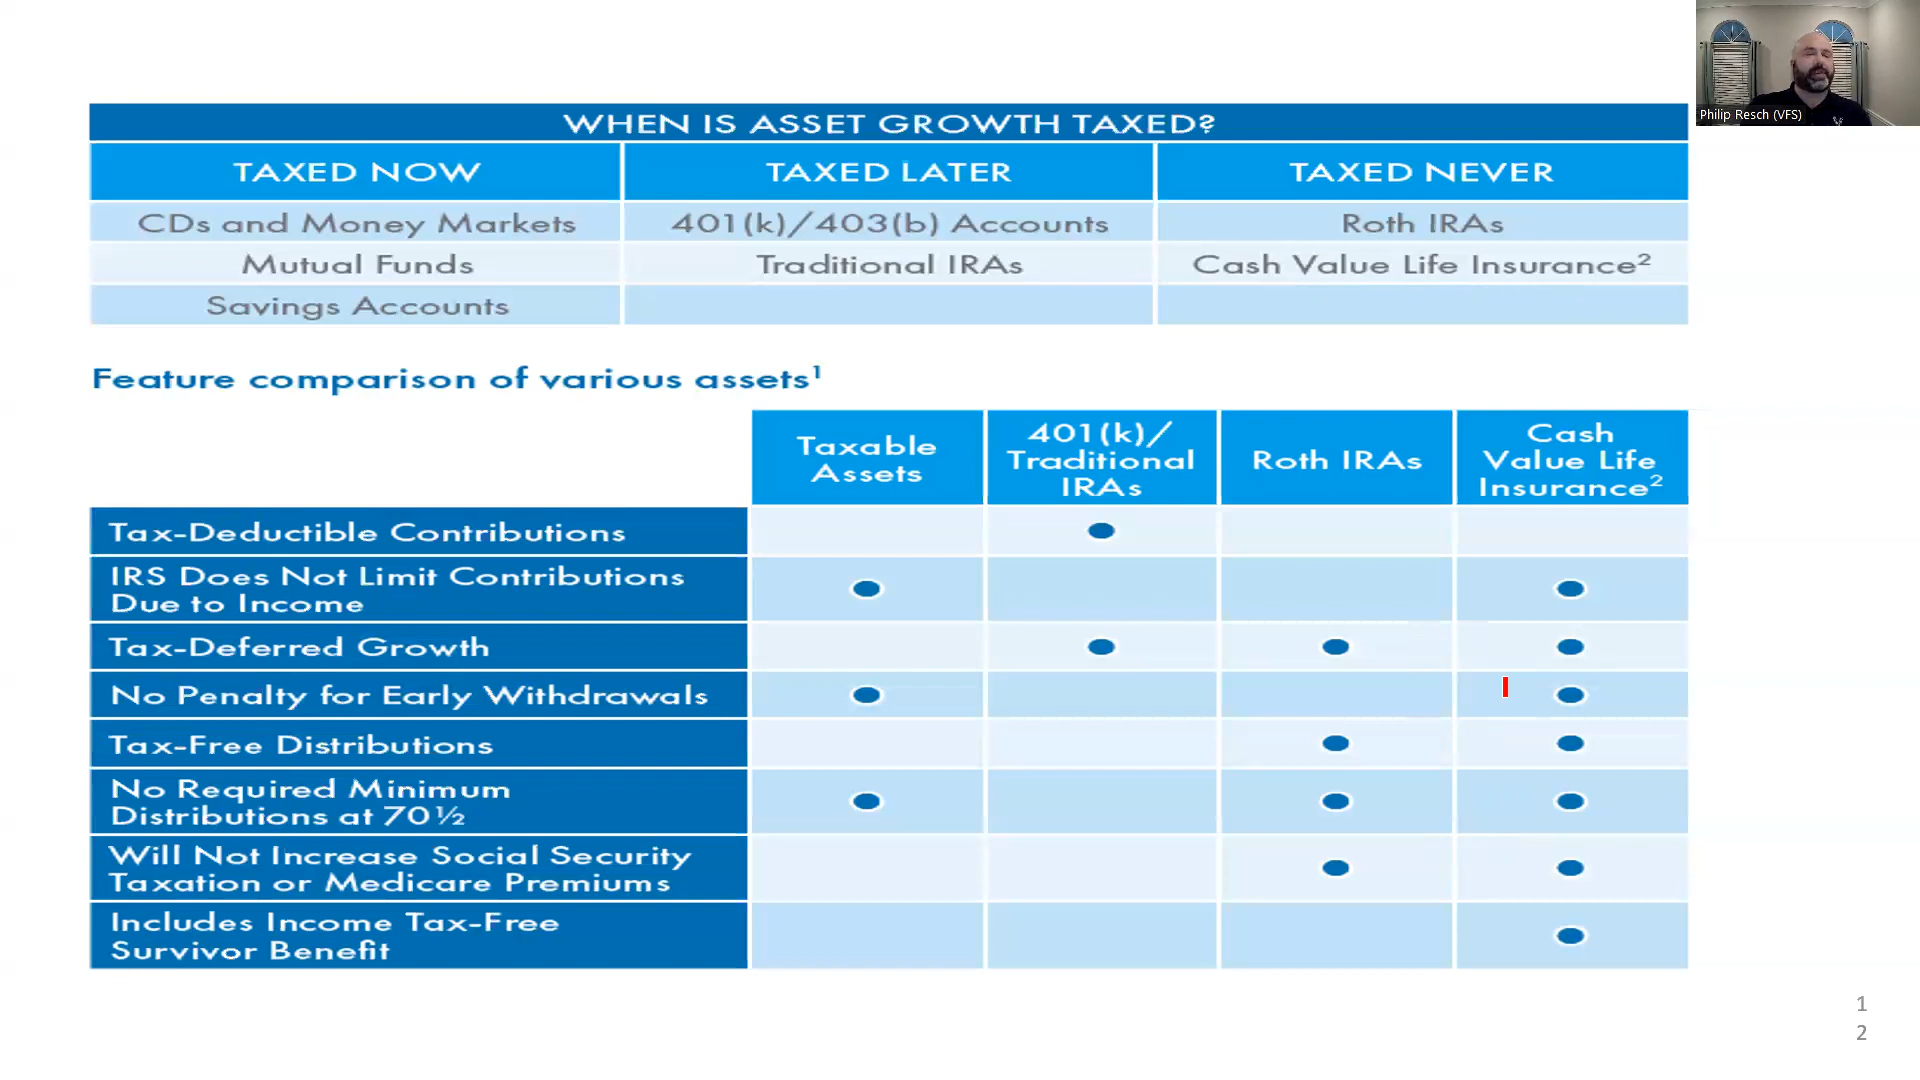 Philip Resch (VFS)
WHEN IS ASSET GROWTH TAXED?
TAXED NOW TAXED LATER TAXED NEVER
CDs and Money Markets 401(k)/403(b) Accounts Roth IRAs
Mutual Funds Traditional IRAs Cash Value Life Insurance²
Savings Accounts
Feature comparison of various assets¹
Taxable
Assets
401(k)/
Traditional
IRAs
Roth IRAs
Cash
Value Life
Insurance²
Tax-Deductible Contributions
IRS Does Not Limit Contributions
Due to Income
Tax-Deferred Growth
No Penalty for Early Withdrawals
Tax-Free Distributions
No Required Minimum
Distributions at 70½
Will Not Increase Social Security
Taxation or Medicare Premiums
Includes Income Tax-Free
Survivor Benefit
1
2